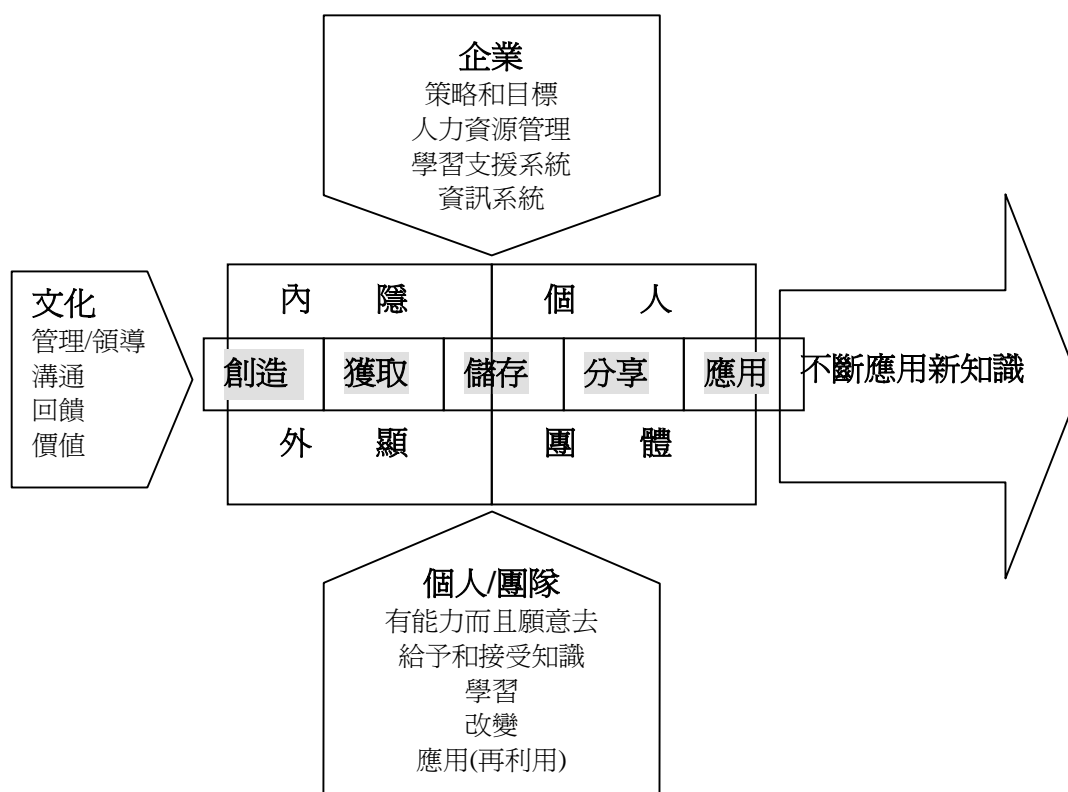 企業
策略和目標
人力資源管理
學習支援系統
資訊系統
文化
管理/領導
溝通
回饋
價值
內 隱
個 人
創造
獲取
儲存
分享
應用
不斷應用新知識
外 顯
團 體
個人/團隊
有能力而且願意去
給予和接受知識
學習
改變
應用(再利用)